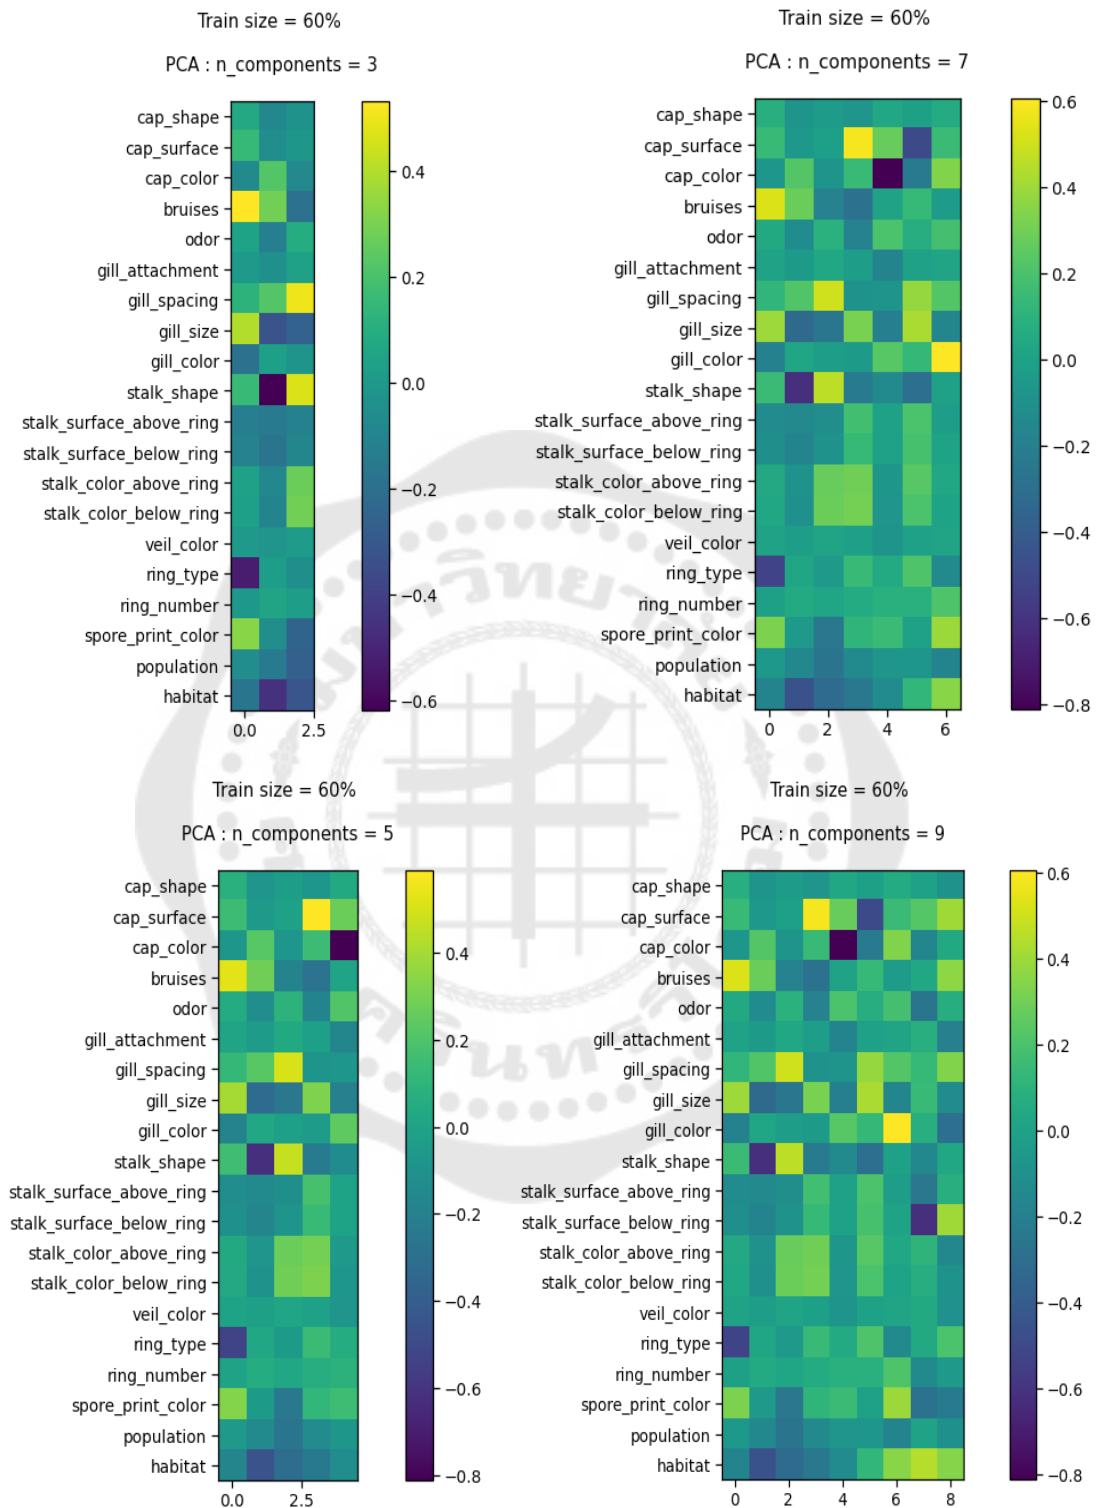 Train size = 60%
PCA : n_components = 3
cap_shape
cap_surface
cap_color
bruises
odor
gill_attachment
gill_spacing
gill_size
gill_color
stalk_shape
stalk_surface_above_ring
stalk_surface_below_ring
stalk_color_above_ring
stalk_color_below_ring
veil_color
ring_type
ring_number
spore_print_color
population
habitat
0.0 2.5
0.4
0.2
0.0
−0.2
−0.4
−0.6
Train size = 60%
PCA : n_components = 7
cap_shape
cap_surface
cap_color
bruises
odor
gill_attachment
gill_spacing
gill_size
gill_color
stalk_shape
stalk_surface_above_ring
stalk_surface_below_ring
stalk_color_above_ring
stalk_color_below_ring
veil_color
ring_type
ring_number
spore_print_color
population
habitat
0 2 4 6
0.6
0.4
0.2
0.0
−0.2
−0.4
−0.6
−0.8
Train size = 60%
PCA : n_components = 5
cap_shape
cap_surface
cap_color
bruises
odor
gill_attachment
gill_spacing
gill_size
gill_color
stalk_shape
stalk_surface_above_ring
stalk_surface_below_ring
stalk_color_above_ring
stalk_color_below_ring
veil_color
ring_type
ring_number
spore_print_color
population
habitat
0.0 2.5
0.4
0.2
0.0
−0.2
−0.4
−0.6
−0.8
Train size = 60%
PCA : n_components = 9
cap_shape
cap_surface
cap_color
bruises
odor
gill_attachment
gill_spacing
gill_size
gill_color
stalk_shape
stalk_surface_above_ring
stalk_surface_below_ring
stalk_color_above_ring
stalk_color_below_ring
veil_color
ring_type
ring_number
spore_print_color
population
habitat
0 2 4 6 8
0.6
0.4
0.2
0.0
−0.2
−0.4
−0.6
−0.8